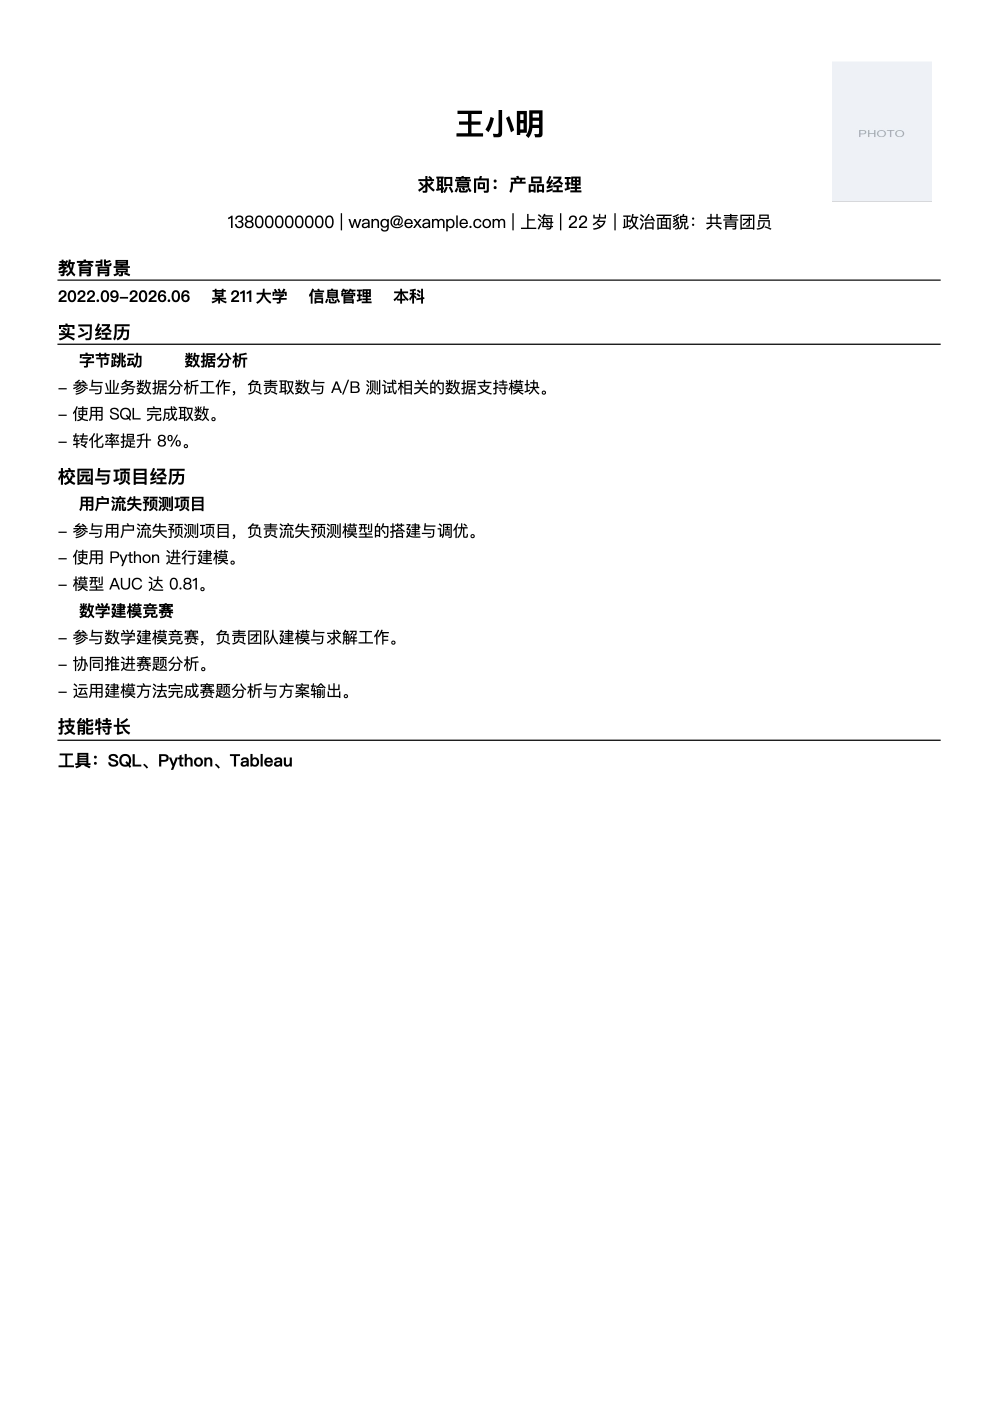 PHOTO
王小明
求职意向：产品经理
13800000000 | wang@example.com | 上海 | 22 岁 | 政治面貌：共青团员
教育背景
2022.09–2026.06 某 211 大学 信息管理 本科
实习经历
字节跳动 数据分析
– 参与业务数据分析工作，负责取数与 A/B 测试相关的数据支持模块。
– 使用 SQL 完成取数。
– 转化率提升 8%。
校园与项目经历
用户流失预测项目
– 参与用户流失预测项目，负责流失预测模型的搭建与调优。
– 使用 Python 进行建模。
– 模型 AUC 达 0.81。
数学建模竞赛
– 参与数学建模竞赛，负责团队建模与求解工作。
– 协同推进赛题分析。
– 运用建模方法完成赛题分析与方案输出。
技能特长
工具：SQL、Python、Tableau